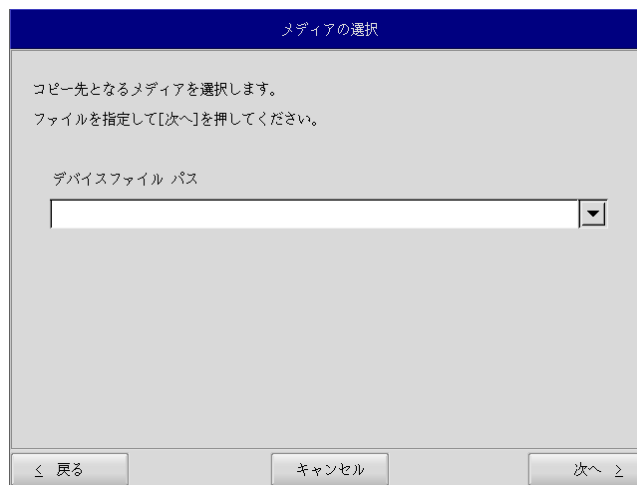 メディアの選択
コピー先となるメディアを選択します。
ファイルを指定して[次へ]を押してください。
デバイスファイル パス
< 戻る
キャンセル
次へ >